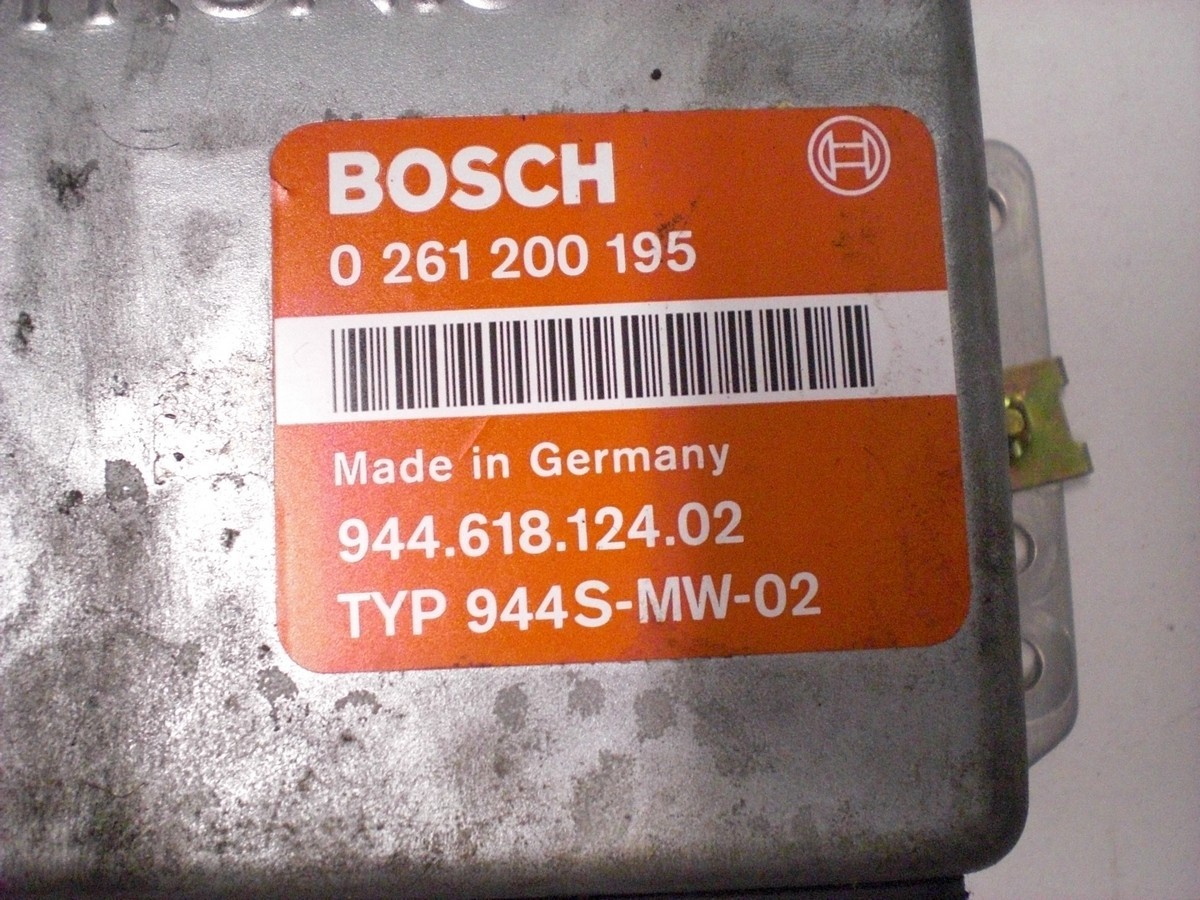 BOSCH
0 261 200 195
Made in Germany
944.618.124.02
TYP 944S-MW-02